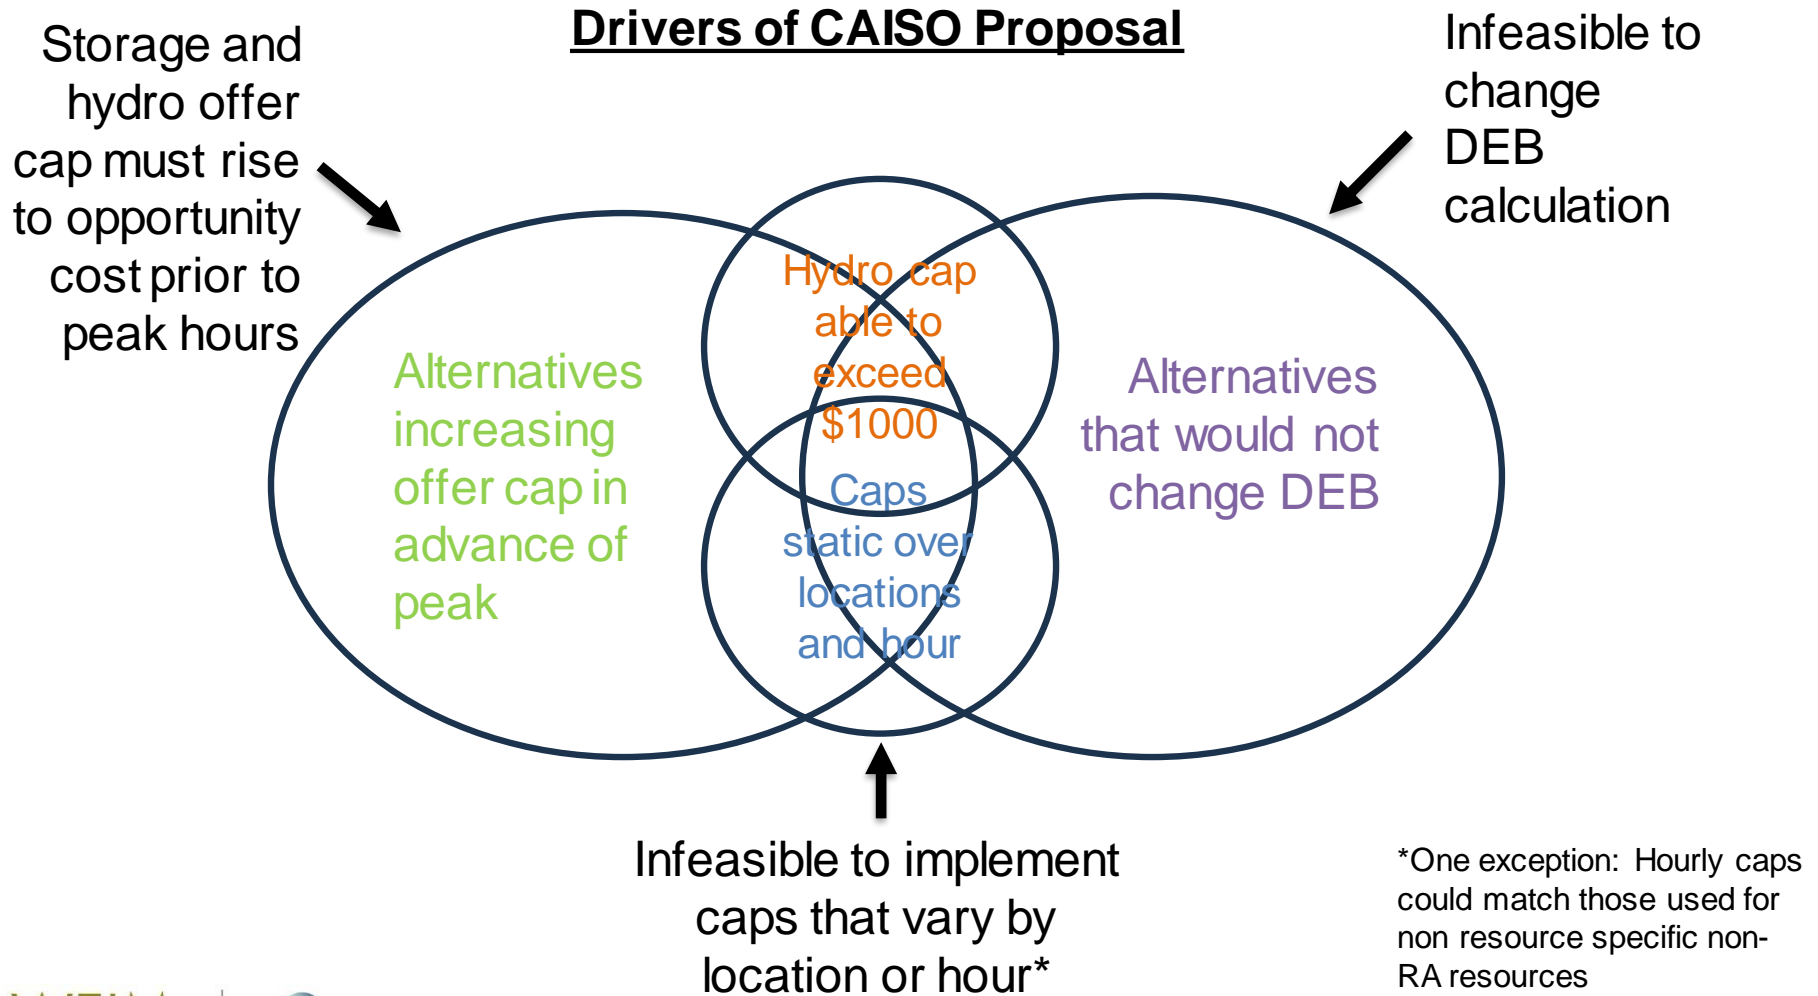 Drivers of CAISO Proposal
Storage and
hydro offer
cap must rise
to opportunity
cost prior to
peak hours
Infeasible to
change
DEB
calculation
Hydro cap
able to
exceed
$1000
Alternatives
increasing
offer cap in
advance of
peak
Alternatives
that would not
change DEB
Caps
static over
locations
and hour
Infeasible to implement
caps that vary by
location or hour*
*One exception: Hourly caps
could match those used for
non resource specific non-
RA resources